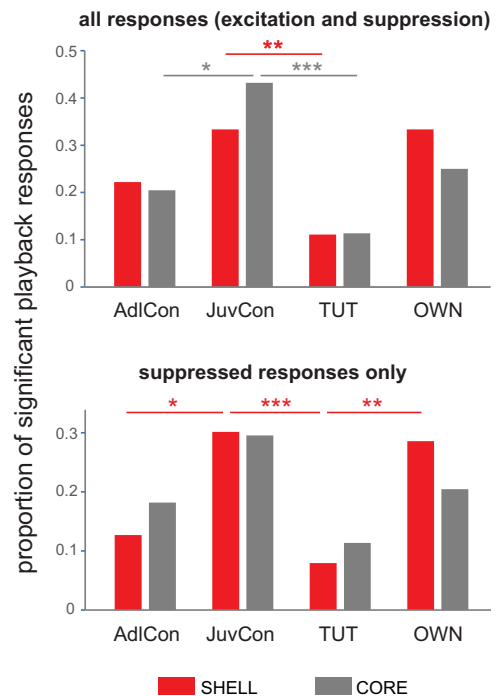 all responses (excitation and suppression)
**
*
***
0.5
0.4
0.3
0.2
0.1
0
AdlCon JuvCon TUT OWN
proportion of significant playback responses
suppressed responses only
* *** **
0.3
0.2
0.1
0
AdlCon JuvCon TUT OWN
SHELL CORE